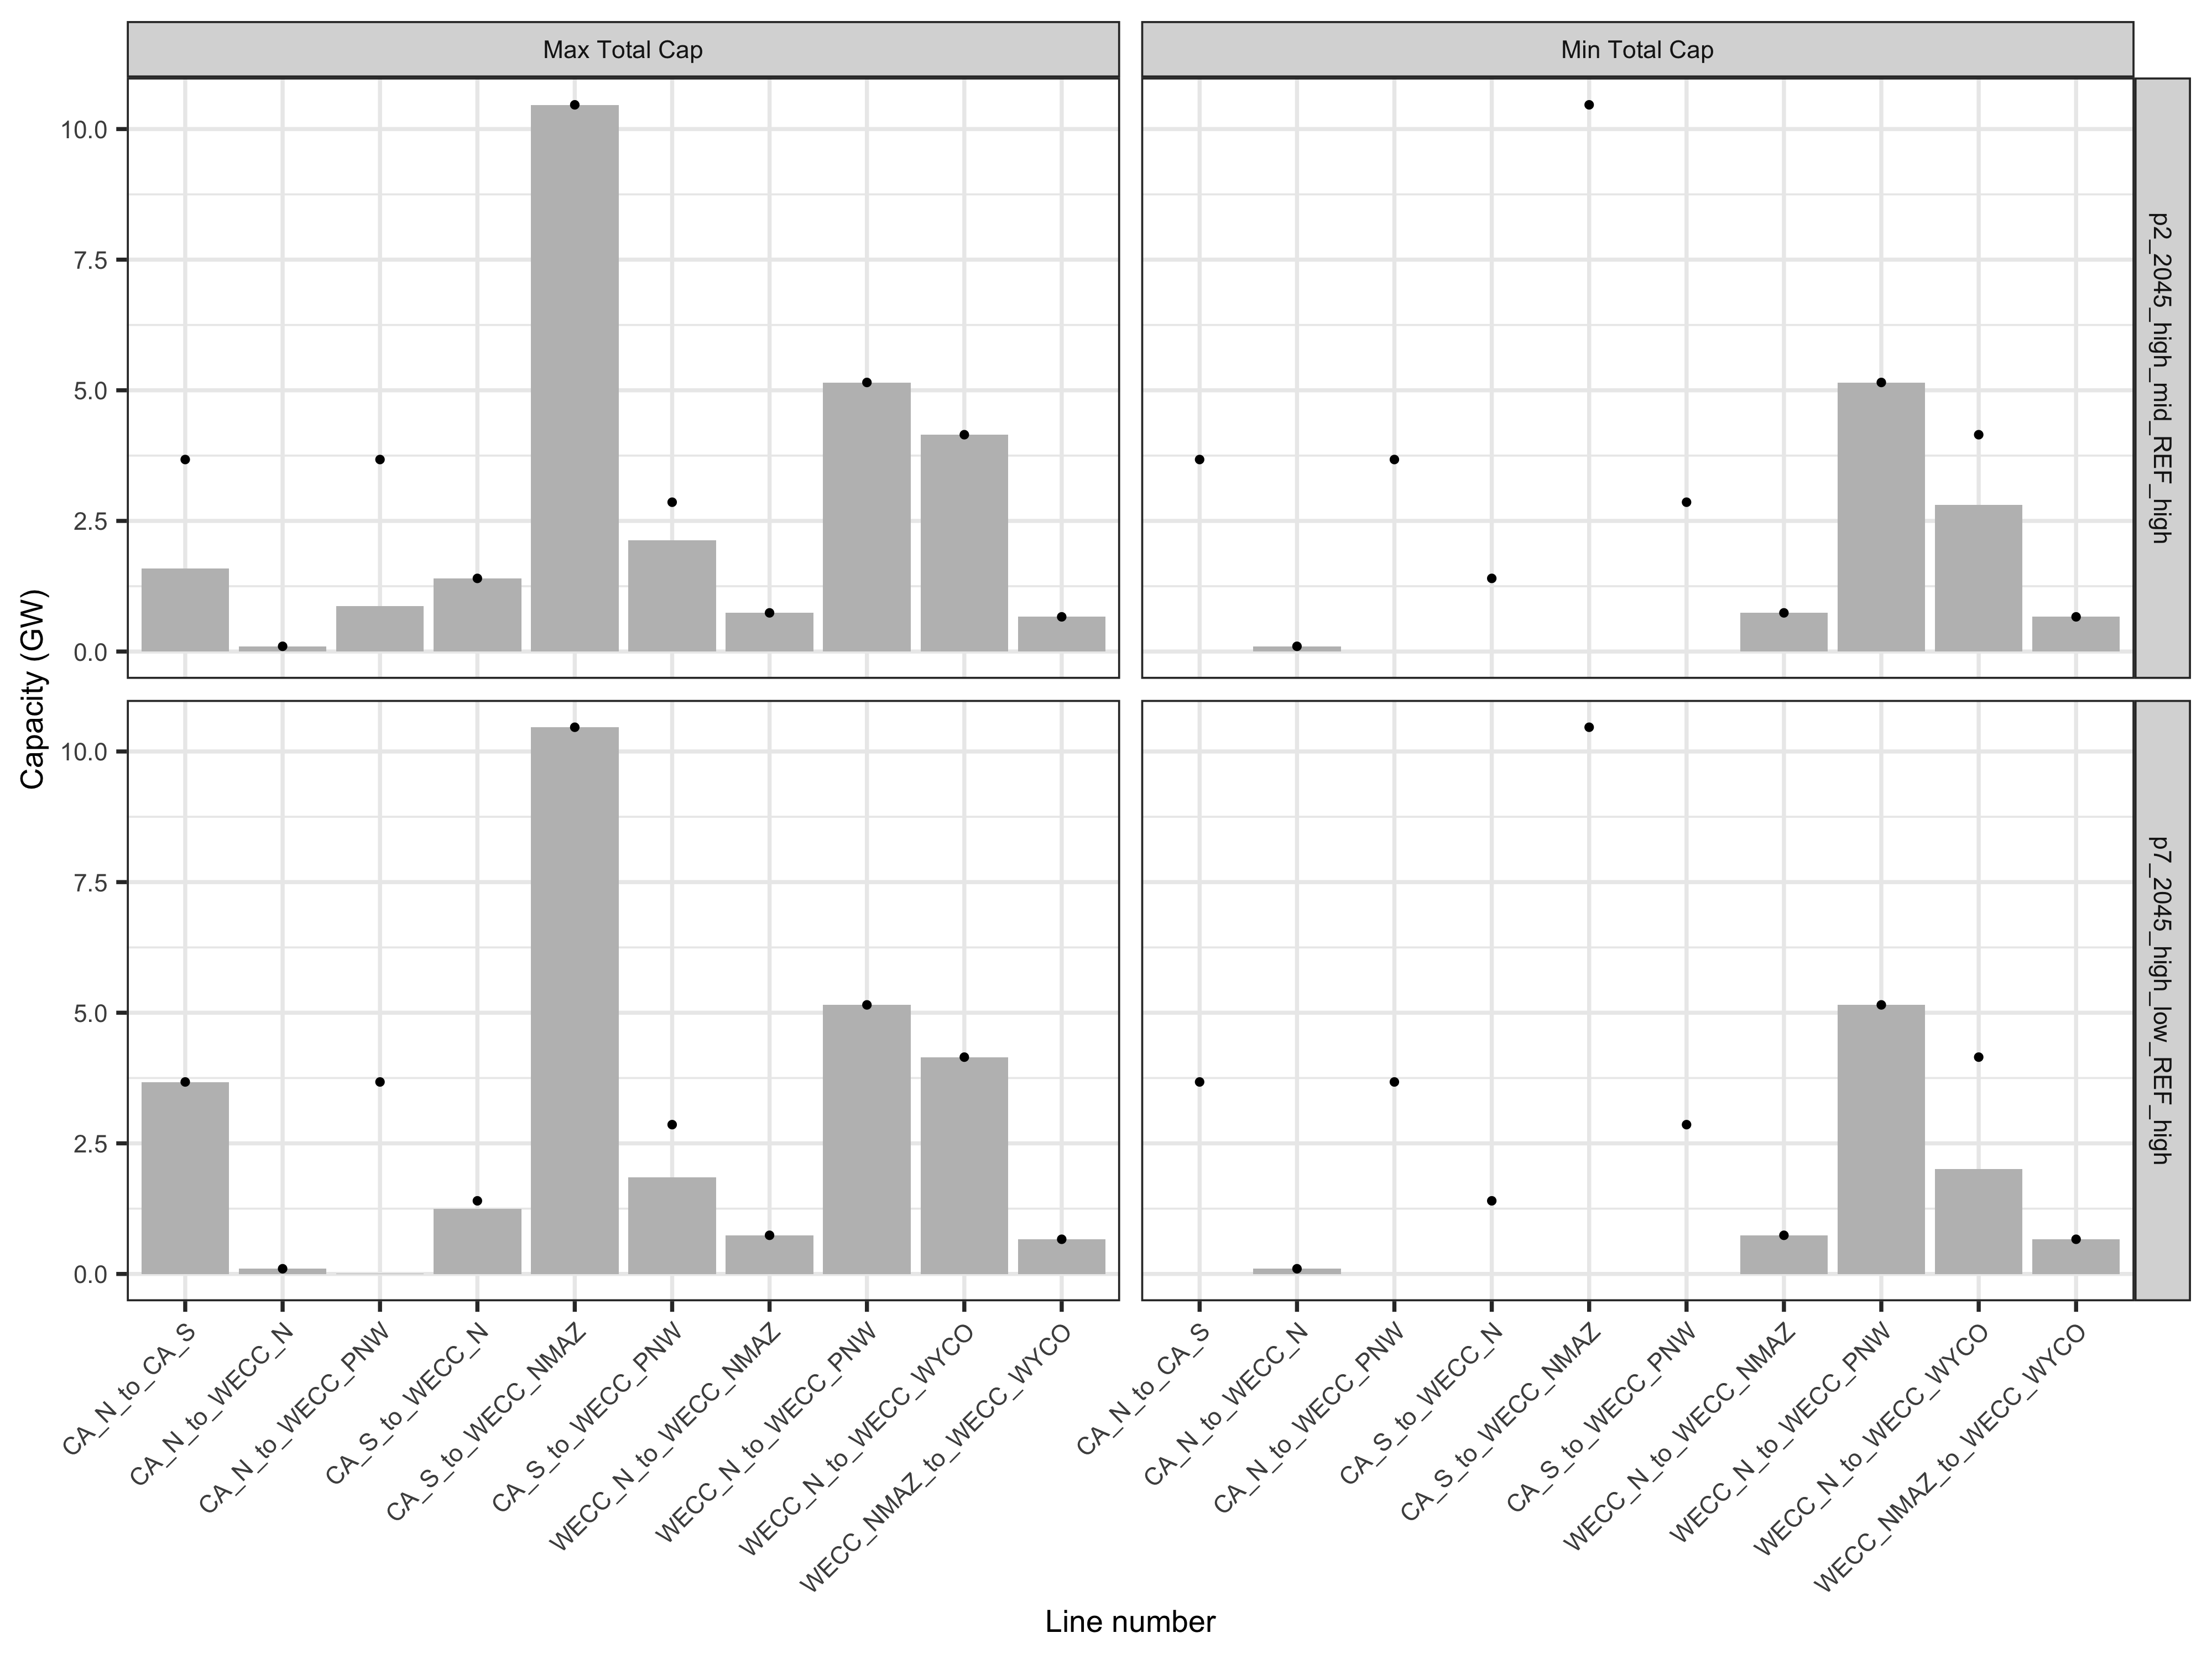 Max Total Cap
Min Total Cap
Capacity (GW)
10.0
7.5
5.0
2.5
0.0
p2_2045_high_mid_REF_high
10.0
7.5
5.0
2.5
0.0
p7_2045_high_low_REF_high
CA_N_to_CA_S
CA_N_to_WECC_N
CA_N_to_WECC_PNW
CA_S_to_WECC_N
CA_S_to_WECC_NMAZ
CA_S_to_WECC_PNW
WECC_N_to_WECC_NMAZ
WECC_N_to_WECC_PNW
WECC_N_to_WECC_WYCO
WECC_NMAZ_to_WECC_WYCO
CA_N_to_CA_S
CA_N_to_WECC_N
CA_N_to_WECC_PNW
CA_S_to_WECC_N
CA_S_to_WECC_NMAZ
CA_S_to_WECC_PNW
WECC_N_to_WECC_NMAZ
WECC_N_to_WECC_PNW
WECC_N_to_WECC_WYCO
WECC_NMAZ_to_WECC_WYCO
Line number